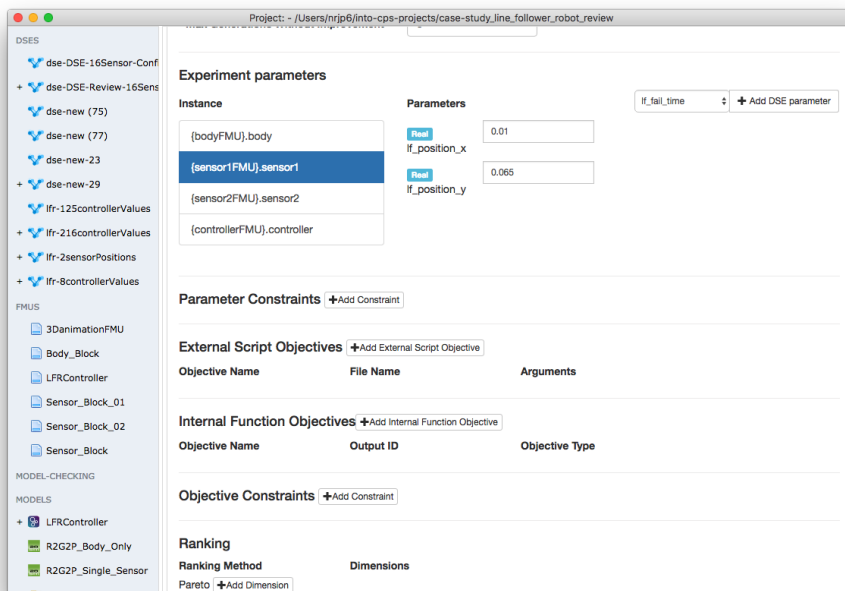 Project: - /Users/nrjp6/into-cps-projects/case-study_line_follower_robot_review
DSES
dse-DSE-16Sensor-Confi
+ dse-DSE-Review-16Sens
dse-new (75)
dse-new (77)
dse-new-23
+ dse-new-29
lfr-125controllerValues
+ lfr-216controllerValues
+ lfr-2sensorPositions
+ lfr-8controllerValues
FMUS
3DanimationFMU
Body_Block
LFRController
Sensor_Block_01
Sensor_Block_02
Sensor_Block
MODEL-CHECKING
MODELS
+ LFRController
R2G2P_Body_Only
R2G2P_Single_Sensor
Experiment parameters
Instance
{bodyFMU}.body
{sensor1FMU}.sensor1
{sensor2FMU}.sensor2
{controllerFMU}.controller
Parameters
Real
lf_position_x
0.01
Real
lf_position_y
0.065
lf_fail_time
+ Add DSE parameter
Parameter Constraints +Add Constraint
External Script Objectives +Add External Script Objective
Objective Name File Name Arguments
Internal Function Objectives +Add Internal Function Objective
Objective Name Output ID Objective Type
Objective Constraints +Add Constraint
Ranking
Ranking Method Dimensions
Pareto +Add Dimension